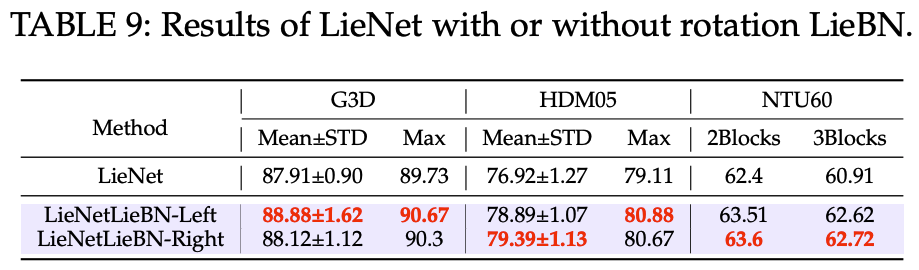 TABLE 9: Results of LieNet with or without rotation LieBN.
Method G3D HDM05 NTU60
Mean±STD Max Mean±STD Max 2Blocks 3Blocks
LieNet 87.91±0.90 89.73 76.92±1.27 79.11 62.4 60.91
LieNetLieBN-Left 88.88±1.62 90.67 78.89±1.07 80.88 63.51 62.62
LieNetLieBN-Right 88.12±1.12 90.3 79.39±1.13 80.67 63.6 62.72